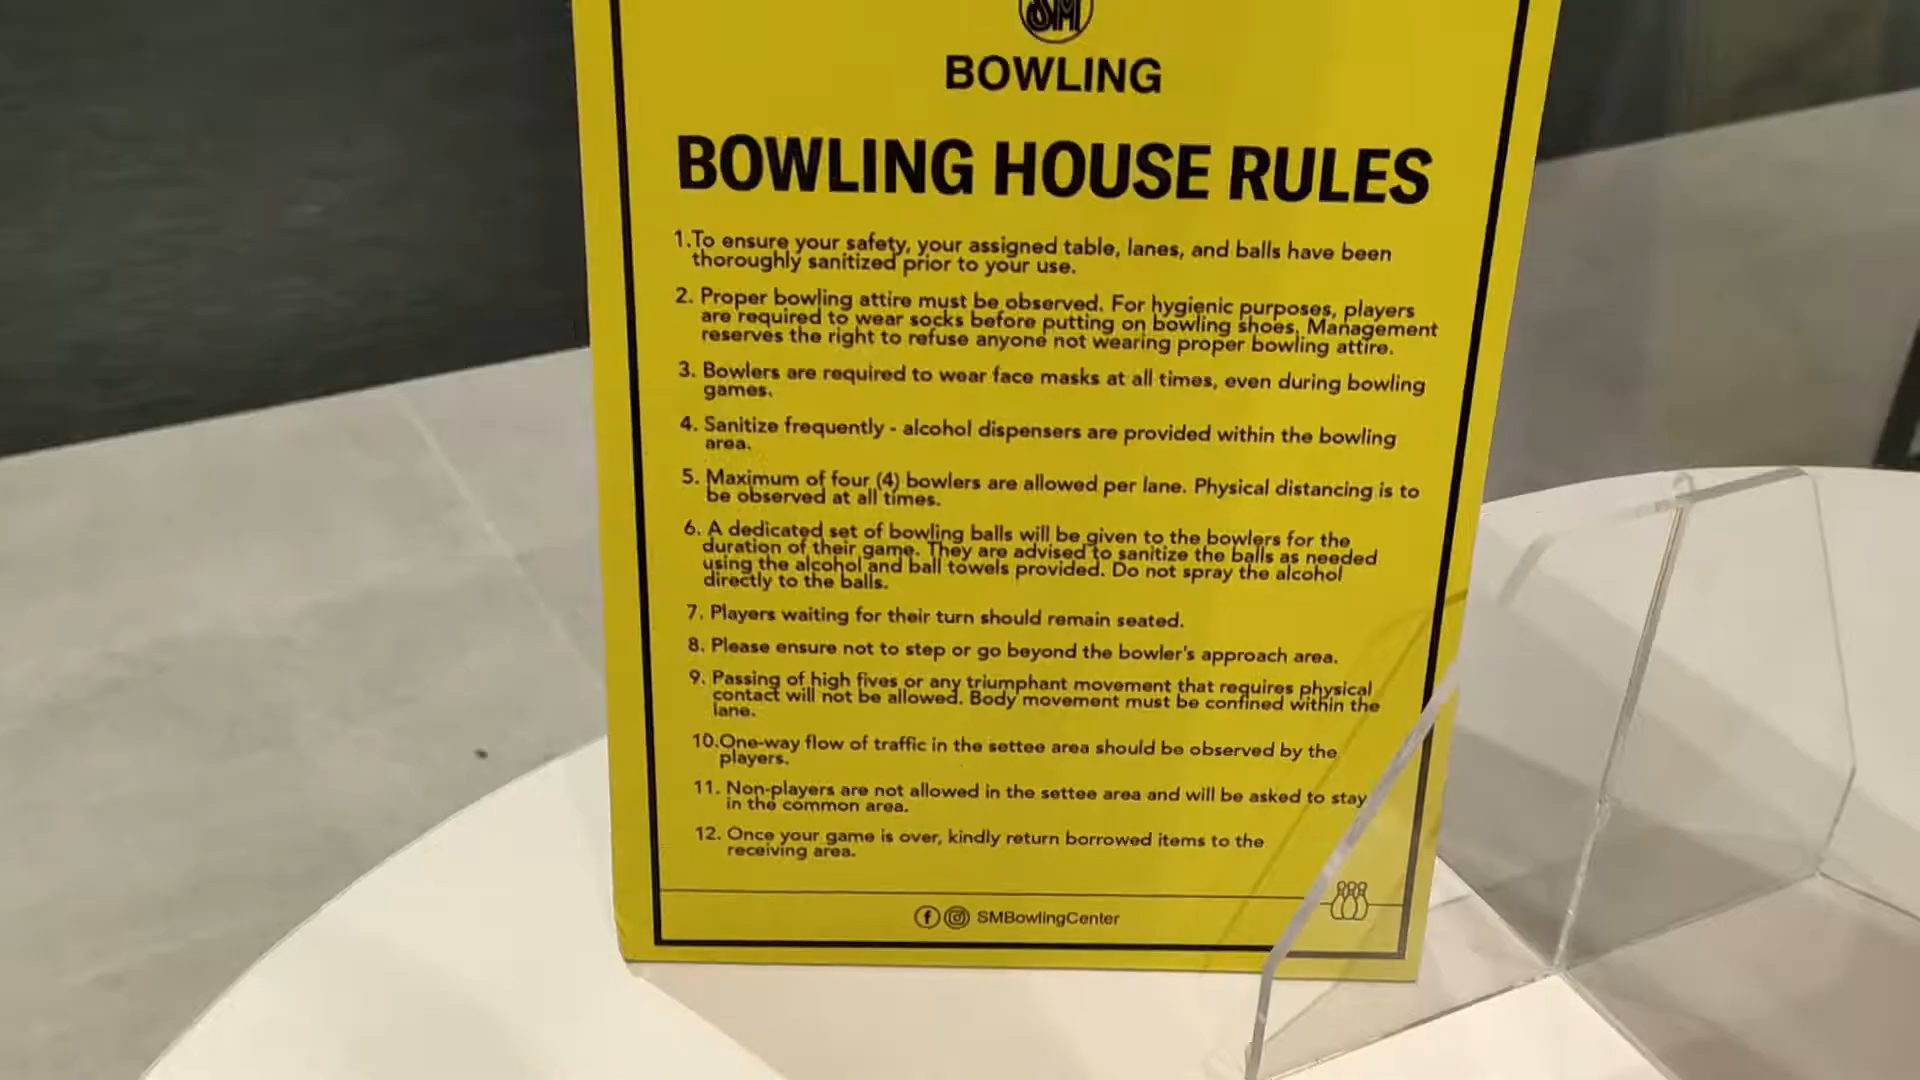 SM
BOWLING
BOWLING HOUSE RULES
1.To ensure your safety, your assigned table, lanes, and balls have been
thoroughly sanitized prior to your use.
2. Proper bowling attire must be observed. For hygienic purposes, players
are required to wear socks before putting on bowling shoes. Management
reserves the right to refuse anyone not wearing proper bowling attire.
3. Bowlers are required to wear face masks at all times, even during bowling
games.
4. Sanitize frequently - alcohol dispensers are provided within the bowling
area.
5. Maximum of four (4) bowlers are allowed per lane. Physical distancing is to
be observed at all times.
6. A dedicated set of bowling balls will be given to the bowlers for the
duration of their game. They are advised to sanitize the balls as needed
using the alcohol and ball towels provided. Do not spray the alcohol
directly to the balls.
7. Players waiting for their turn should remain seated.
8. Please ensure not to step or go beyond the bowler's approach area.
9. Passing of high fives or any triumphant movement that requires physical
contact will not be allowed. Body movement must be confined within the
lane.
10.One-way flow of traffic in the settee area should be observed by the
players.
11. Non-players are not allowed in the settee area and will be asked to stay
in the common area.
12. Once your game is over, kindly return borrowed items to the
receiving area.
SMBowlingCenter